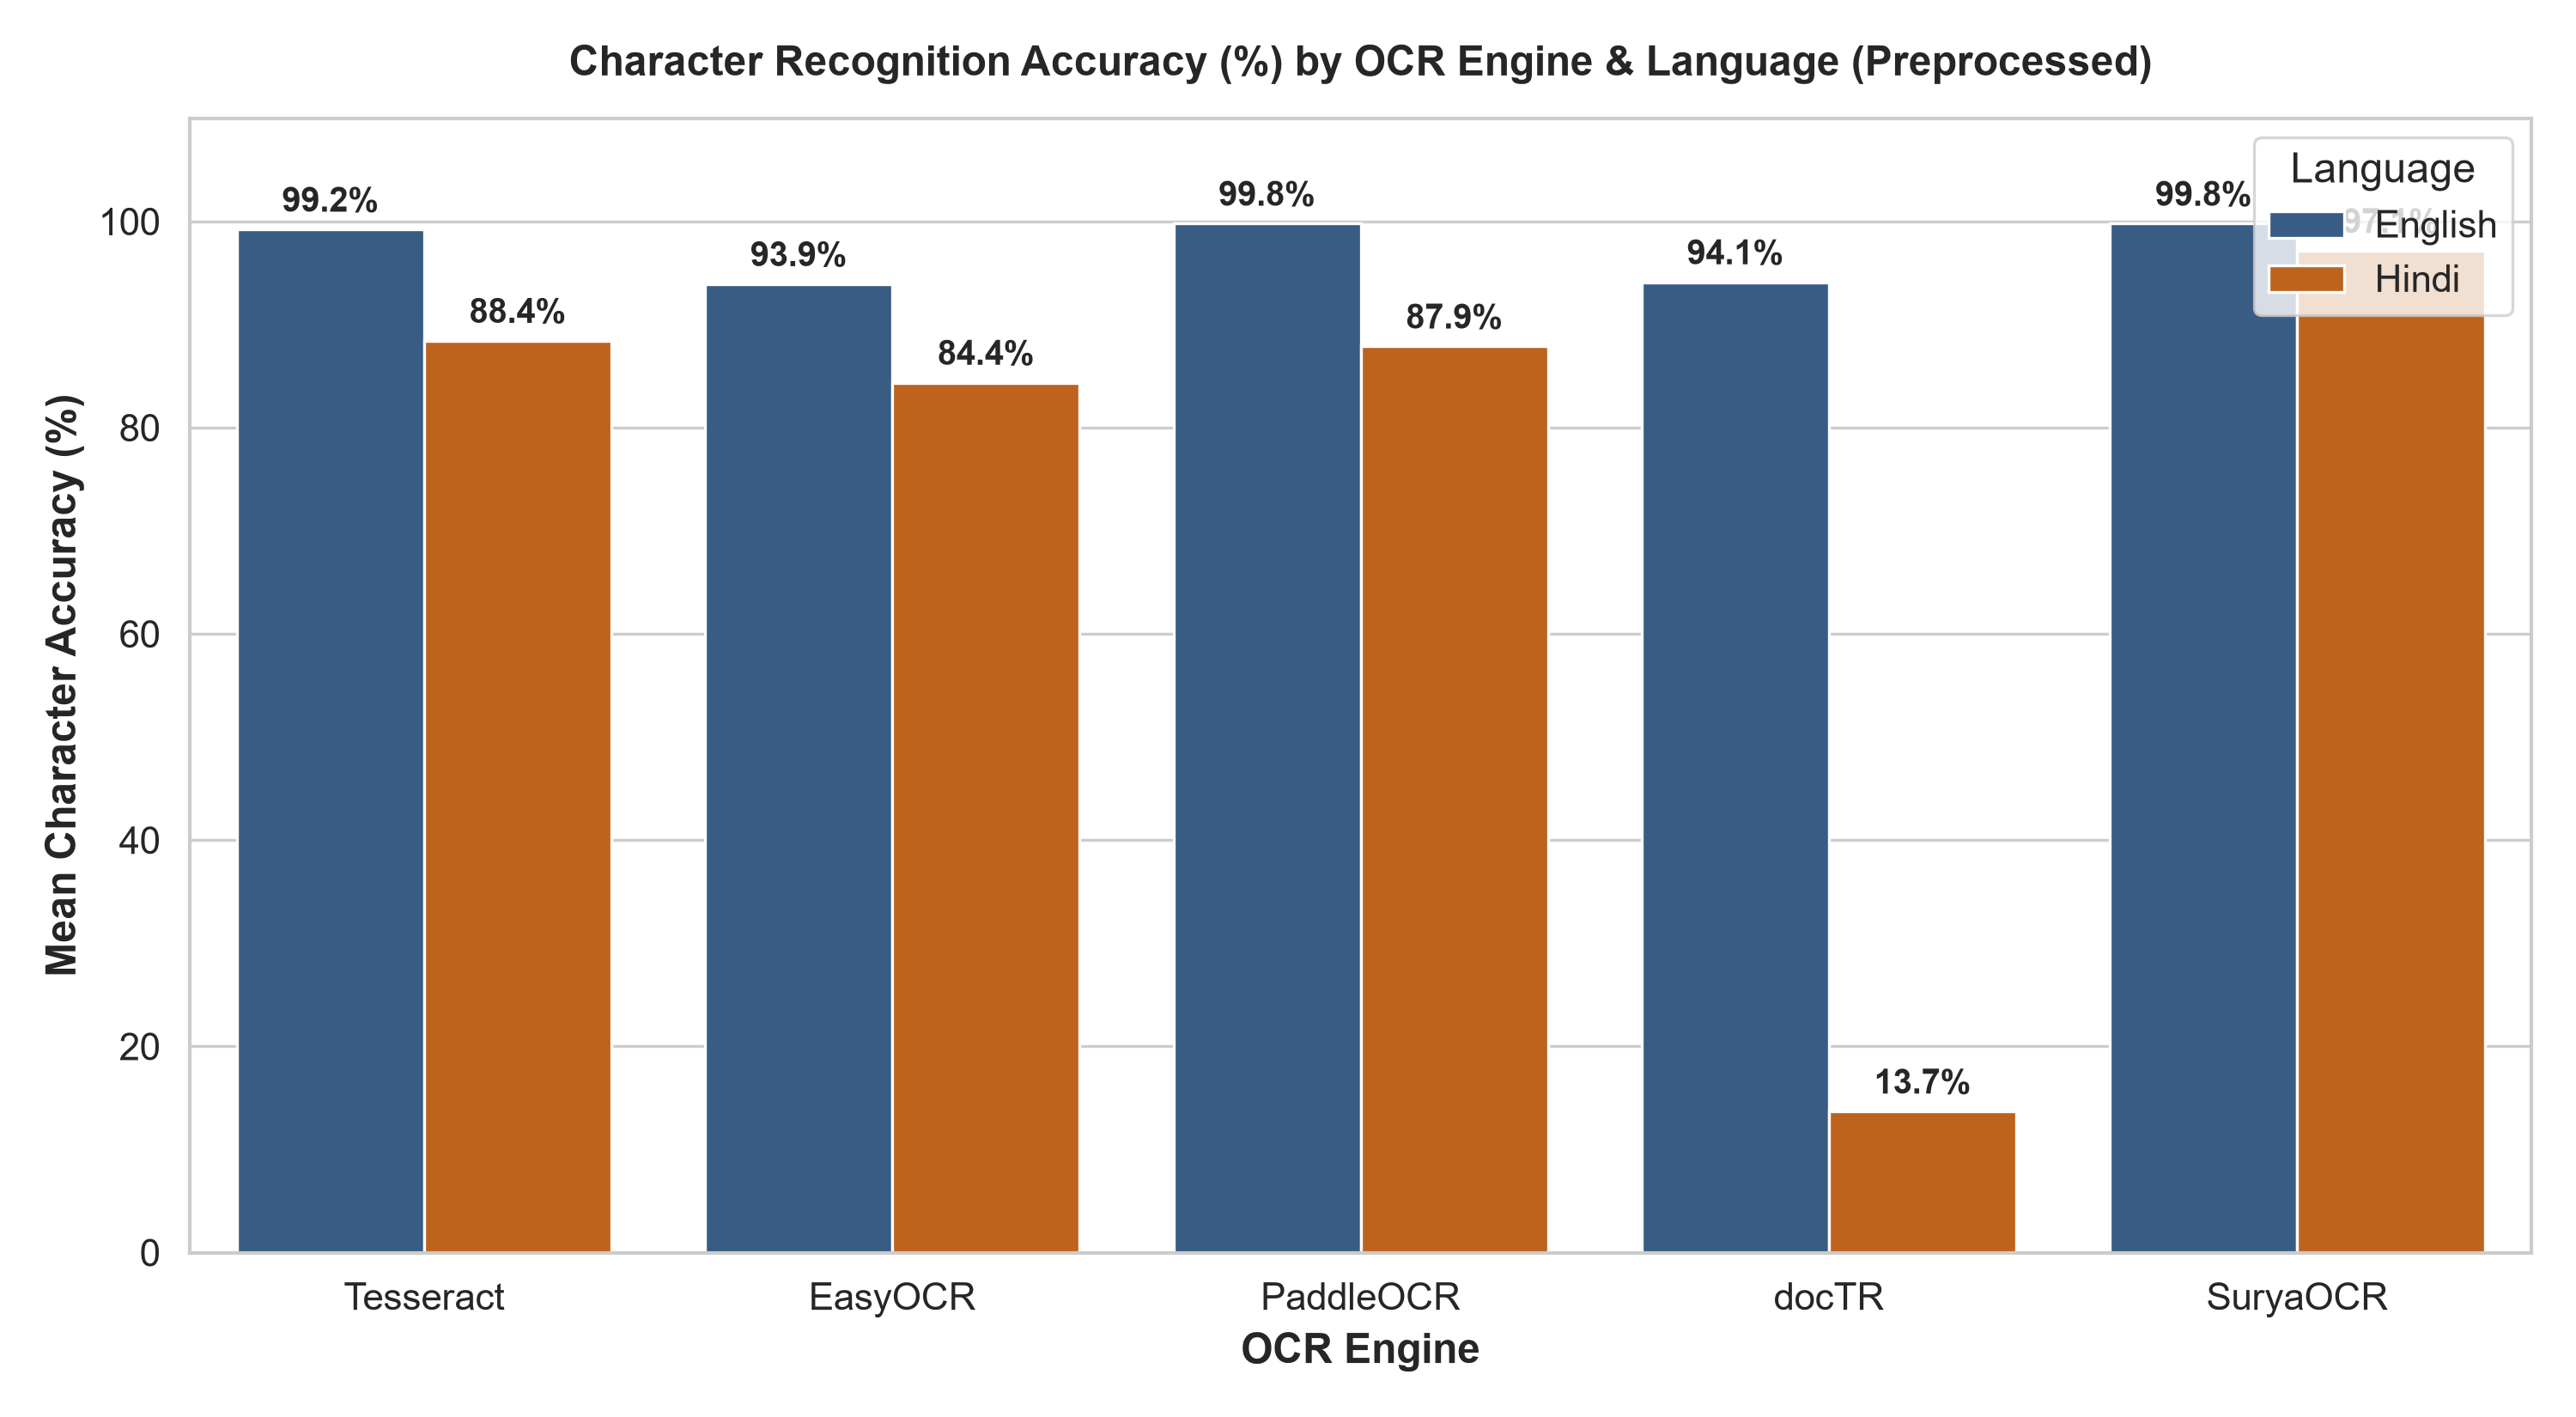 Character Recognition Accuracy (%) by OCR Engine & Language (Preprocessed)
Mean Character Accuracy (%)
100
80
60
40
20
0
99.2%
88.4%
93.9%
84.4%
99.8%
87.9%
94.1%
13.7%
99.8%
97.1%
Language
English
Hindi
Tesseract
EasyOCR
PaddleOCR
docTR
SuryaOCR
OCR Engine